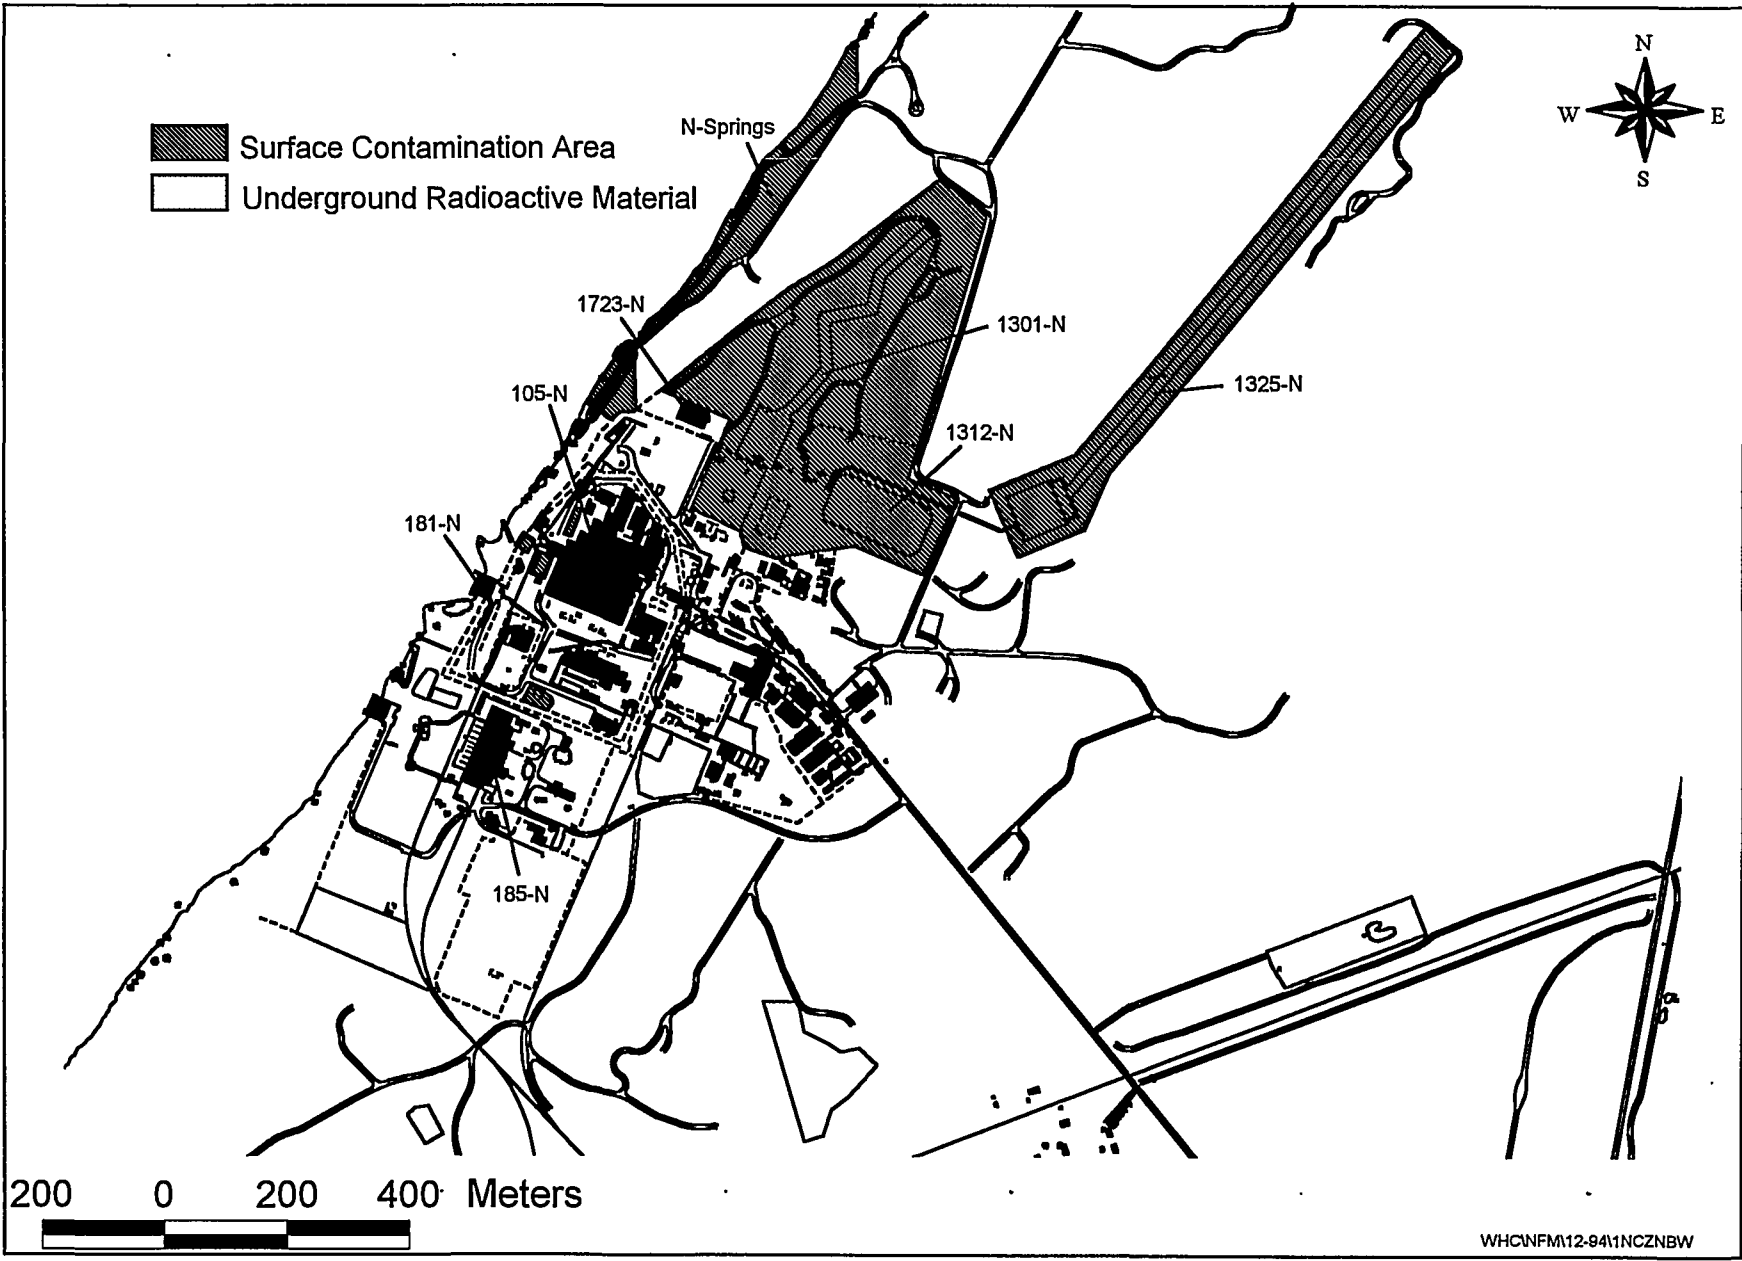 N
W E
S
N-Springs
Surface Contamination Area
Underground Radioactive Material
1723-N
1301-N
105-N
1325-N
1312-N
181-N
185-N
200 0 200 400 Meters
WHC\NFM\12-94\1NCZNBW